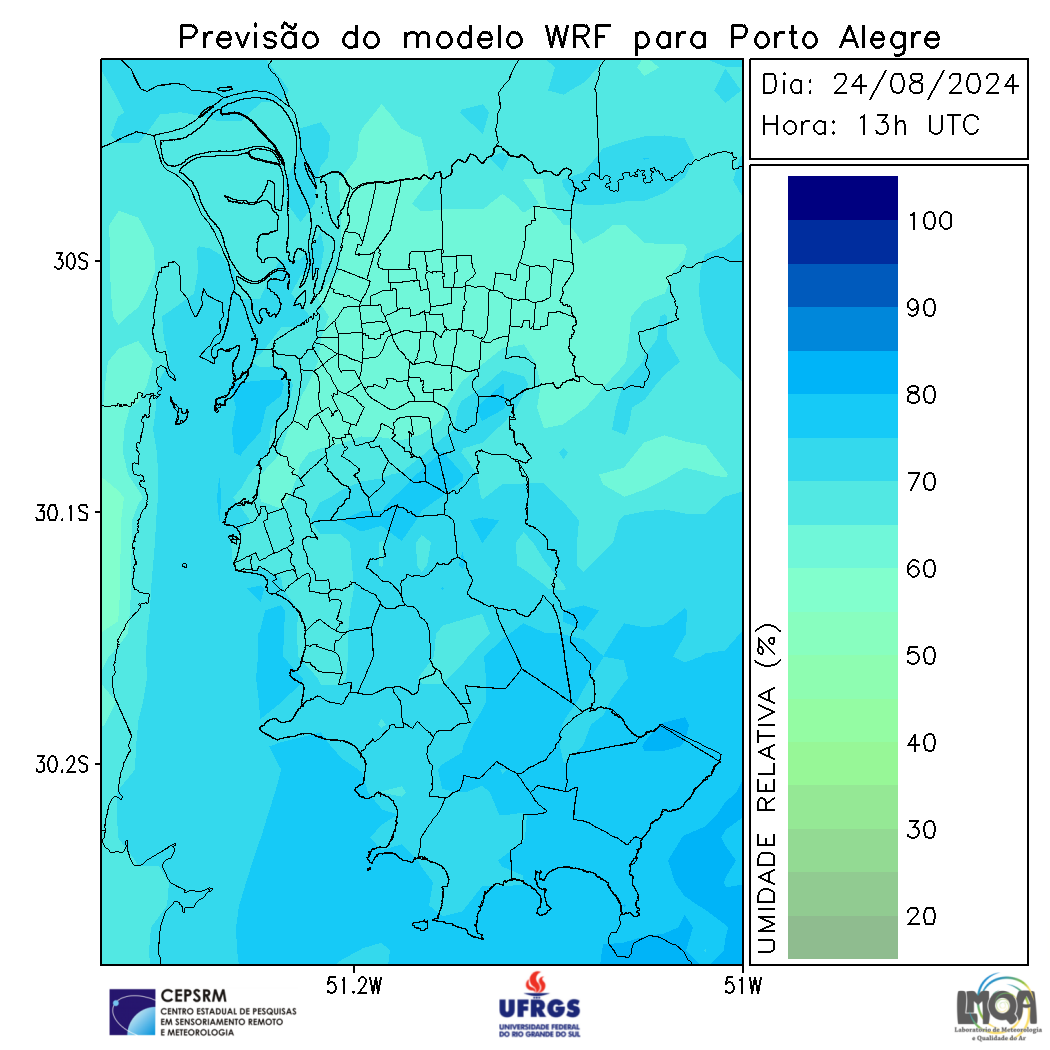 Previsão do modelo WRF para Porto Alegre
Dia: 24/08/2024
Hora: 13h UTC
30S
30.1S
30.2S
51.2W
51W
UMIDADE RELATIVA (%)
100
90
80
70
60
50
40
30
20
CEPSRM
CENTRO ESTADUAL DE PESQUISAS
EM SENSORIAMENTO REMOTO
E METEOROLOGIA
UFRGS
UNIVERSIDADE FEDERAL
DO RIO GRANDE DO SUL
LMQA
Laboratório de Meteorologia
e Qualidade do Ar